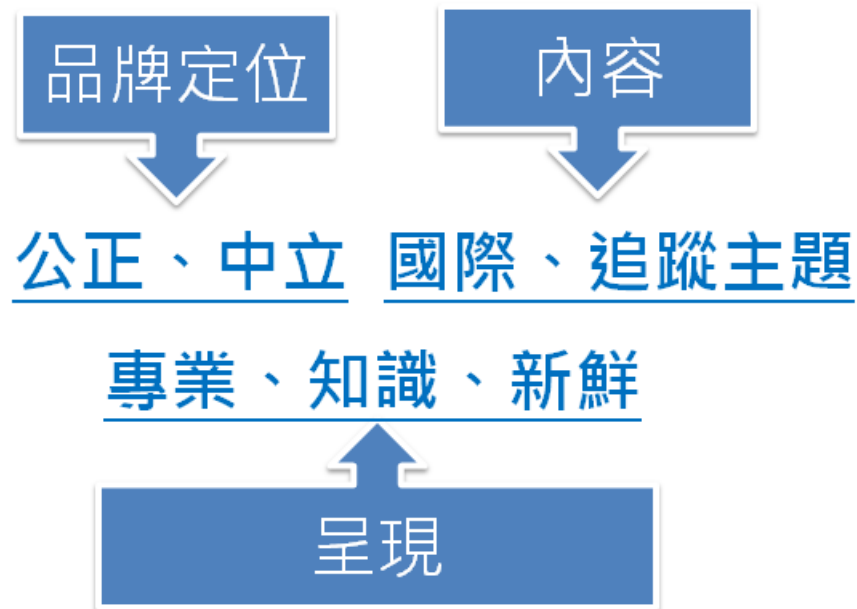 品牌定位
內容
公正、中立 國際、追蹤主題
專業、知識、新鮮
呈現